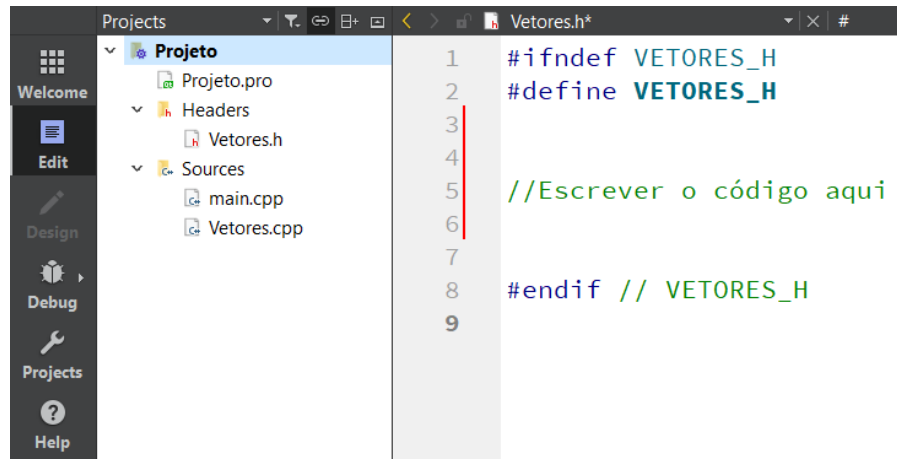 Projects
Vetores.h*
#
Welcome
Edit
Design
Debug
Projects
Help
Projeto
Projeto.pro
Headers
Vetores.h
Sources
main.cpp
Vetores.cpp
1 #ifndef VETORES_H
2 #define VETORES_H
3
4
5 //Escrever o código aqui
6
7
8 #endif // VETORES_H
9